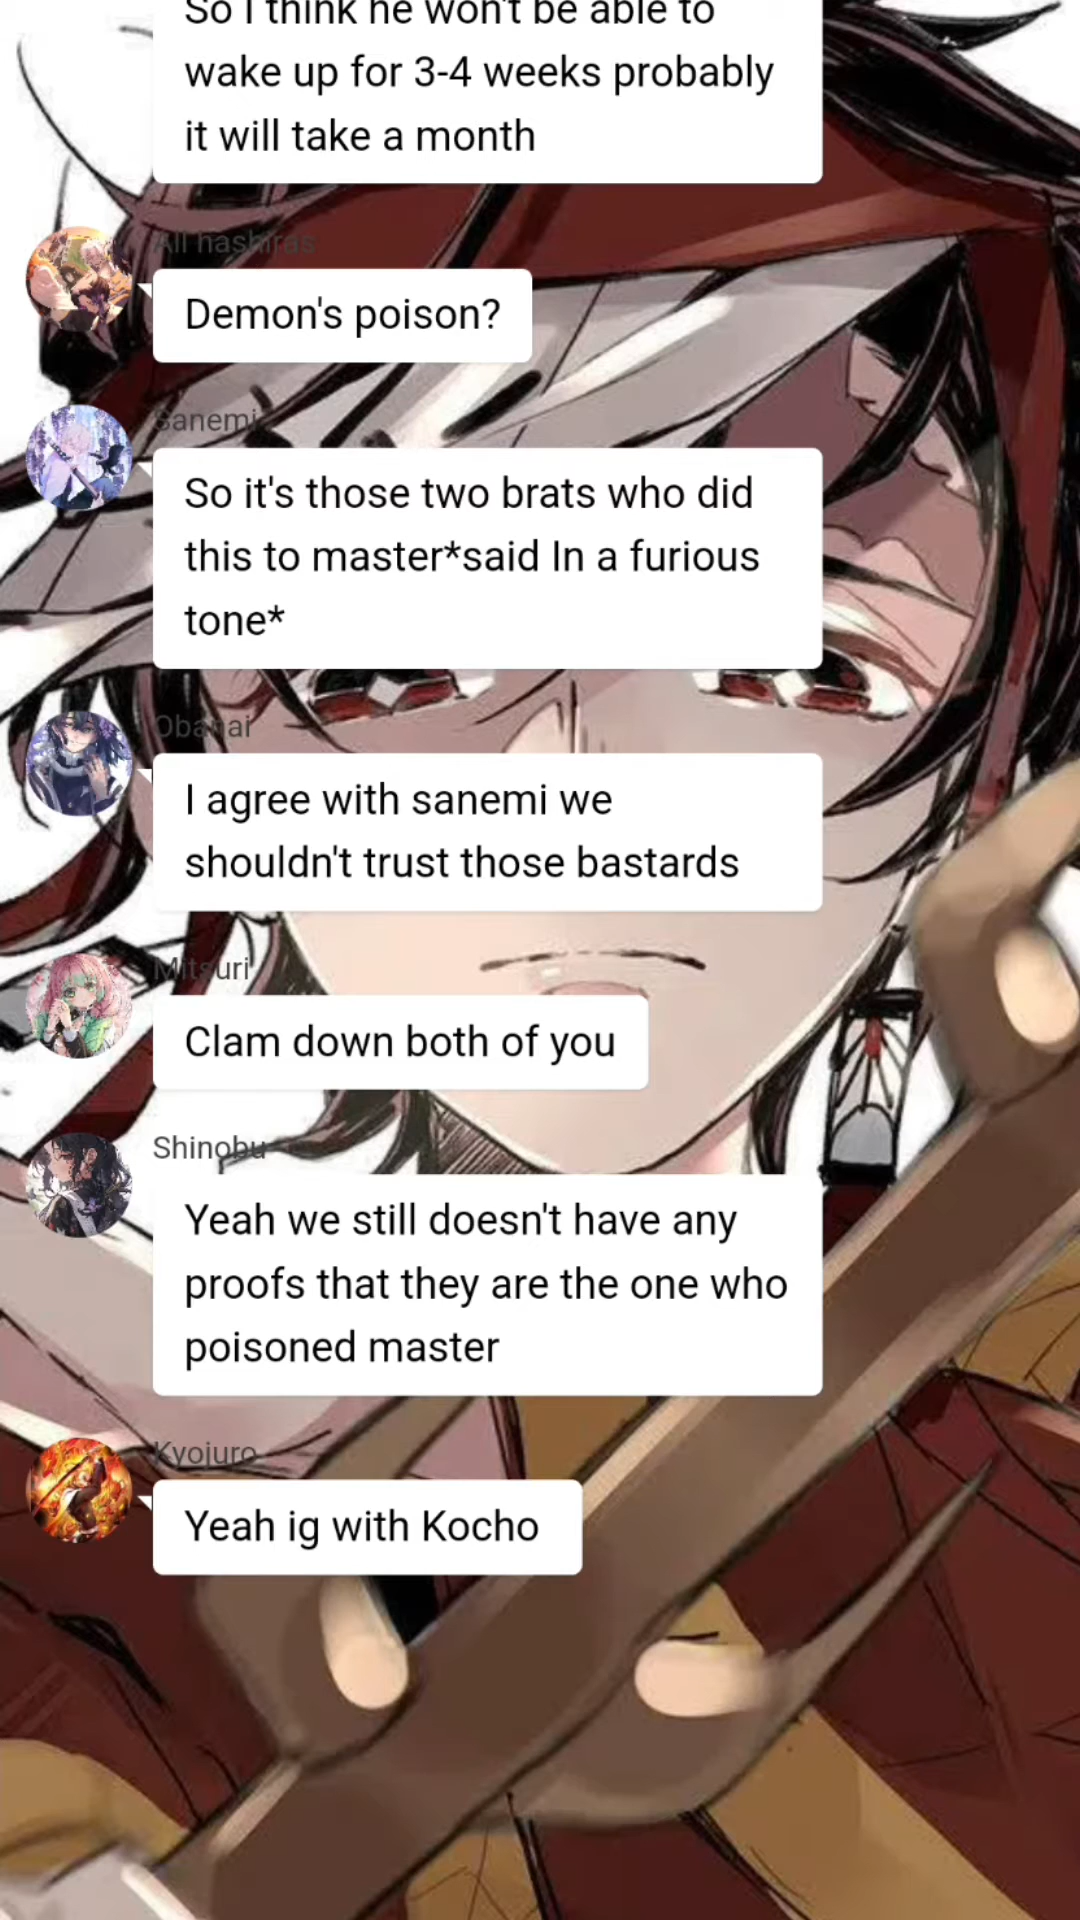 So I think he won't be able to
wake up for 3-4 weeks probably
it will take a month
All hashiras
Demon's poison?
Sanemi
So it's those two brats who did
this to master*said In a furious
tone*
Obanai
I agree with sanemi we
shouldn't trust those bastards
Mitsuri
Clam down both of you
Shinobu
Yeah we still doesn't have any
proofs that they are the one who
poisoned master
Kyojuro
Yeah ig with Kocho